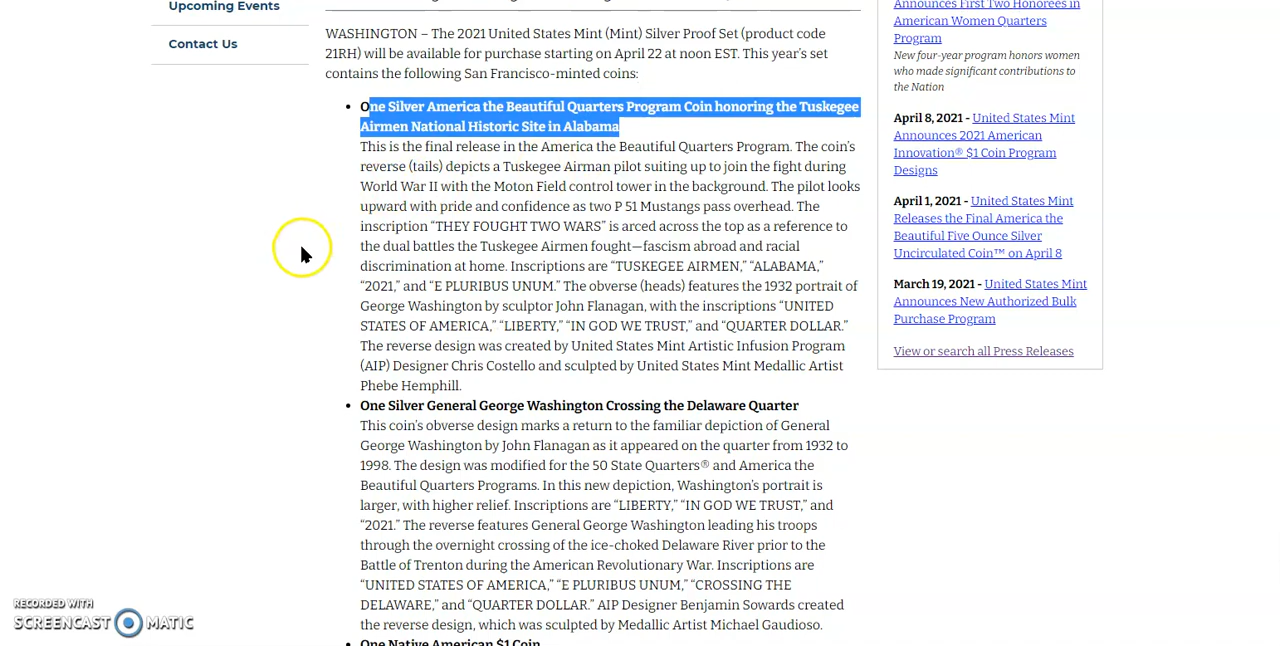 Upcoming Events
Contact Us
WASHINGTON – The 2021 United States Mint (Mint) Silver Proof Set (product code
21RH) will be available for purchase starting on April 22 at noon EST. This year's set
contains the following San Francisco-minted coins:
• One Silver America the Beautiful Quarters Program Coin honoring the Tuskegee
Airmen National Historic Site in Alabama
This is the final release in the America the Beautiful Quarters Program. The coin's
reverse (tails) depicts a Tuskegee Airman pilot suiting up to join the fight during
World War II with the Moton Field control tower in the background. The pilot looks
upward with pride and confidence as two P 51 Mustangs pass overhead. The
inscription “THEY FOUGHT TWO WARS” is arced across the top as a reference to
the dual battles the Tuskegee Airmen fought—fascism abroad and racial
discrimination at home. Inscriptions are “TUSKEGEE AIRMEN,” “ALABAMA,”
“2021,” and “E PLURIBUS UNUM.” The obverse (heads) features the 1932 portrait of
George Washington by sculptor John Flanagan, with the inscriptions “UNITED
STATES OF AMERICA,” “LIBERTY,” “IN GOD WE TRUST,” and “QUARTER DOLLAR.”
The reverse design was created by United States Mint Artistic Infusion Program
(AIP) Designer Chris Costello and sculpted by United States Mint Medallic Artist
Phebe Hemphill.
• One Silver General George Washington Crossing the Delaware Quarter
This coin's obverse design marks a return to the familiar depiction of General
George Washington by John Flanagan as it appeared on the quarter from 1932 to
1998. The design was modified for the 50 State Quarters® and America the
Beautiful Quarters Programs. In this new depiction, Washington's portrait is
larger, with higher relief. Inscriptions are “LIBERTY,” “IN GOD WE TRUST,” and
“2021.” The reverse features General George Washington leading his troops
through the overnight crossing of the ice-choked Delaware River prior to the
Battle of Trenton during the American Revolutionary War. Inscriptions are
“UNITED STATES OF AMERICA,” “E PLURIBUS UNUM,” “CROSSING THE
DELAWARE,” and “QUARTER DOLLAR.” AIP Designer Benjamin Sowards created
the reverse design, which was sculpted by Medallic Artist Michael Gaudioso.
• One Native American $1 Coin
Announces First Two Honorees in
American Women Quarters
Program
New four-year program honors women
who made significant contributions to
the Nation
April 8, 2021 - United States Mint
Announces 2021 American
Innovation® $1 Coin Program
Designs
April 1, 2021 - United States Mint
Releases the Final America the
Beautiful Five Ounce Silver
Uncirculated Coin™ on April 8
March 19, 2021 - United States Mint
Announces New Authorized Bulk
Purchase Program
View or search all Press Releases
RECORDED WITH
SCREENCAST MATIC